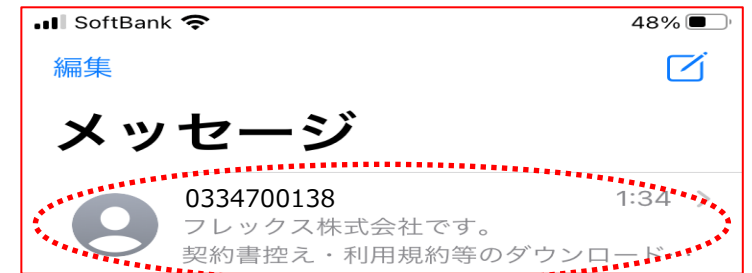 SoftBank 48%
編集
メッセージ
0334700138 1:34
フレックス株式会社です。
契約書控え・利用規約等のダウンロード